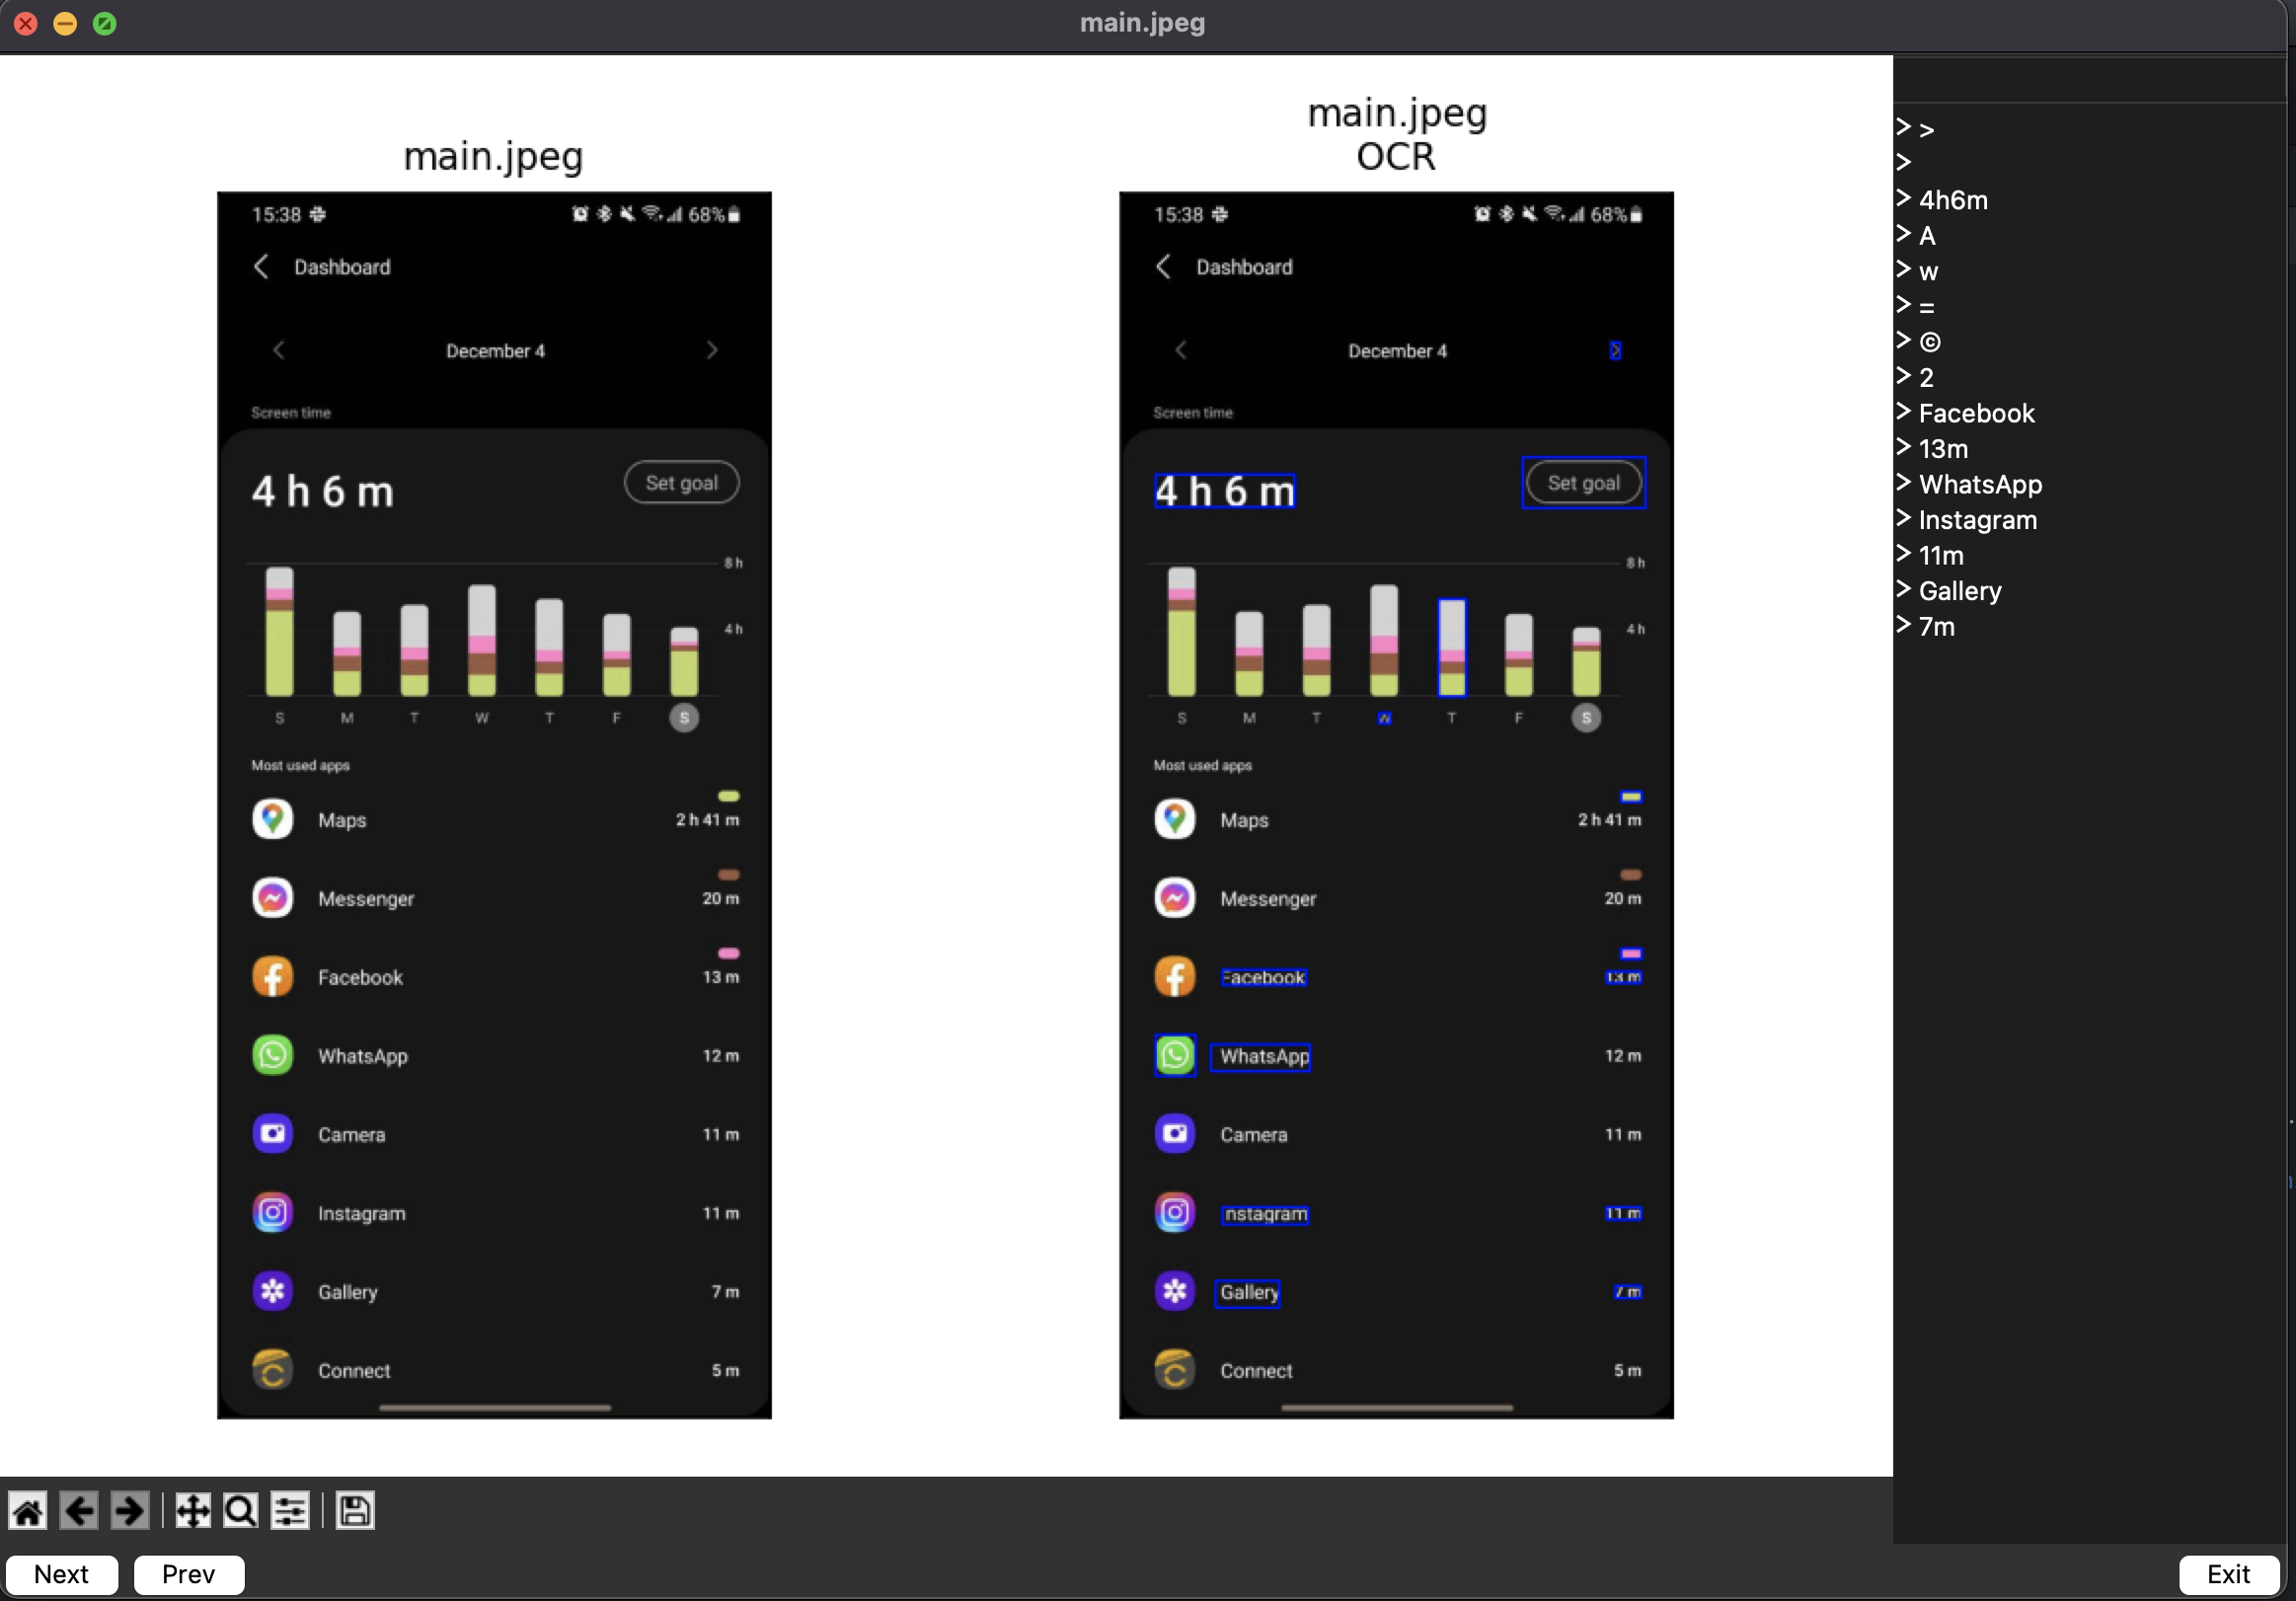 main.jpeg
main.jpeg
15:38 68%
Dashboard
December 4
Screen time
4 h 6 m Set goal
8 h
4 h
S M T W T F S
Most used apps
Maps 2 h 41 m
Messenger 20 m
Facebook 13 m
WhatsApp 12 m
Camera 11 m
Instagram 11 m
Gallery 7 m
Connect 5 m
main.jpeg
OCR
15:38 68%
Dashboard
December 4
Screen time
4 h 6 m Set goal
8 h
4 h
S M T W T F S
Most used apps
Maps 2 h 41 m
Messenger 20 m
Facebook 13 m
WhatsApp 12 m
Camera 11 m
Instagram 11 m
Gallery 7 m
Connect 5 m
> >
>
> 4h6m
> A
> w
> =
> ©
> 2
> Facebook
> 13m
> WhatsApp
> Instagram
> 11m
> Gallery
> 7m
Next Prev Exit